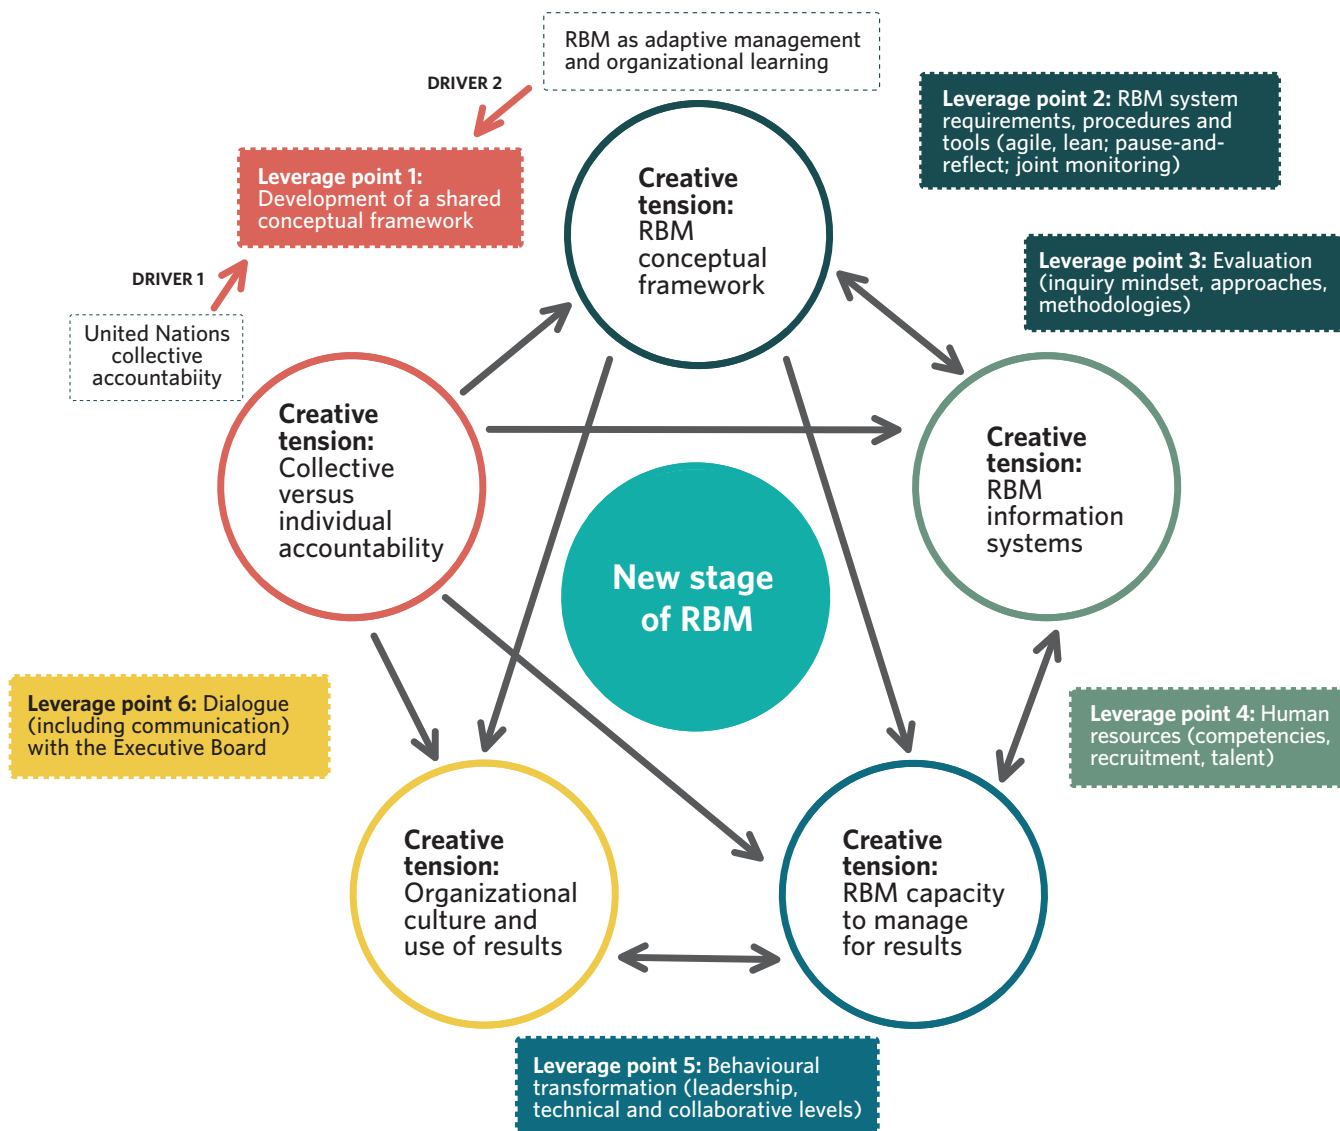 RBM as adaptive management
and organizational learning
DRIVER 2
Leverage point 1:
Development of a shared
conceptual framework
DRIVER 1
United Nations
collective
accountabiity
Creative
tension:
RBM
conceptual
framework
Leverage point 2: RBM system
requirements, procedures and
tools (agile, lean; pause-and-
reflect; joint monitoring)
Leverage point 3: Evaluation
(inquiry mindset, approaches,
methodologies)
Creative
tension:
Collective
versus
individual
accountability
Creative
tension:
RBM
information
systems
New stage
of RBM
Leverage point 6: Dialogue
(including communication)
with the Executive Board
Leverage point 4: Human
resources (competencies,
recruitment, talent)
Creative
tension:
Organizational
culture and
use of results
Creative
tension:
RBM capacity
to manage
for results
Leverage point 5: Behavioural
transformation (leadership,
technical and collaborative levels)